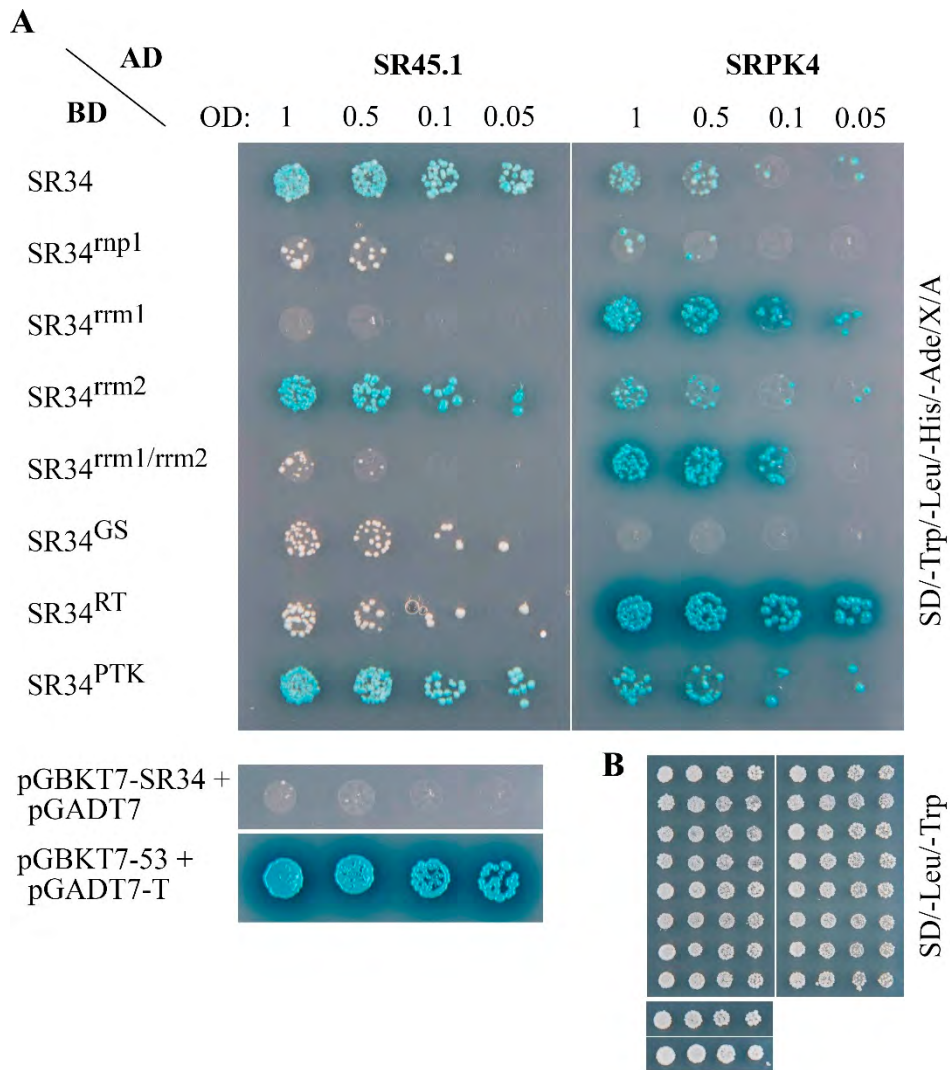 A
AD
BD
SR45.1 SRPK4
OD: 1 0.5 0.1 0.05 1 0.5 0.1 0.05
SR34
SR34rnp1
SR34rrm1
SR34rrm2
SR34rrm1/rrm2
SR34GS
SR34RT
SR34PTK
SD/-Trp/-Leu/-His/-Ade/X/A
pGBKT7-SR34 +
pGADT7
pGBKT7-53 +
pGADT7-T
B
SD/-Leu/-Trp